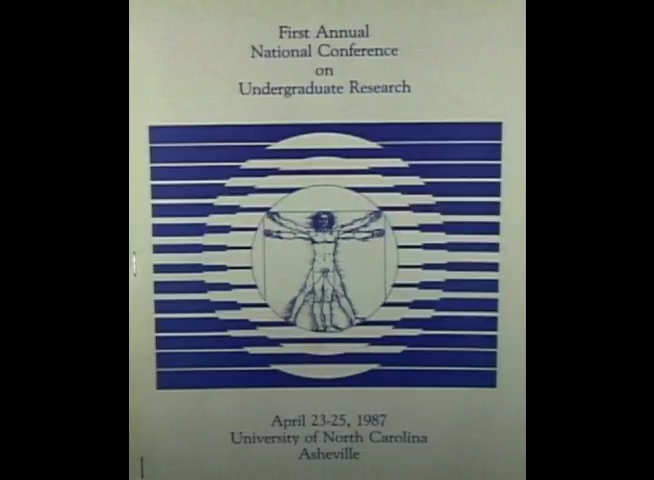 First Annual
National Conference
on
Undergraduate Research
April 23-25, 1987
University of North Carolina
Asheville